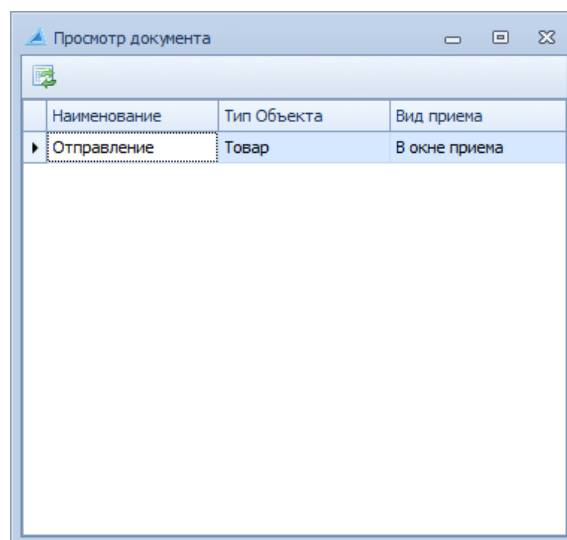 Просмотр документа
Наименование Тип Объекта Вид приема
Отправление Товар В окне приема